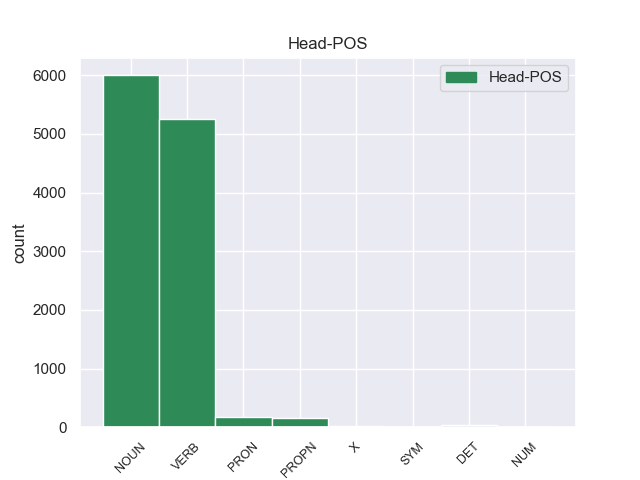 Head-POS
Head-POS
6000
5000
4000
3000
2000
1000
0
count
NOUN VERB PRON PROPN X SYM DET NUM